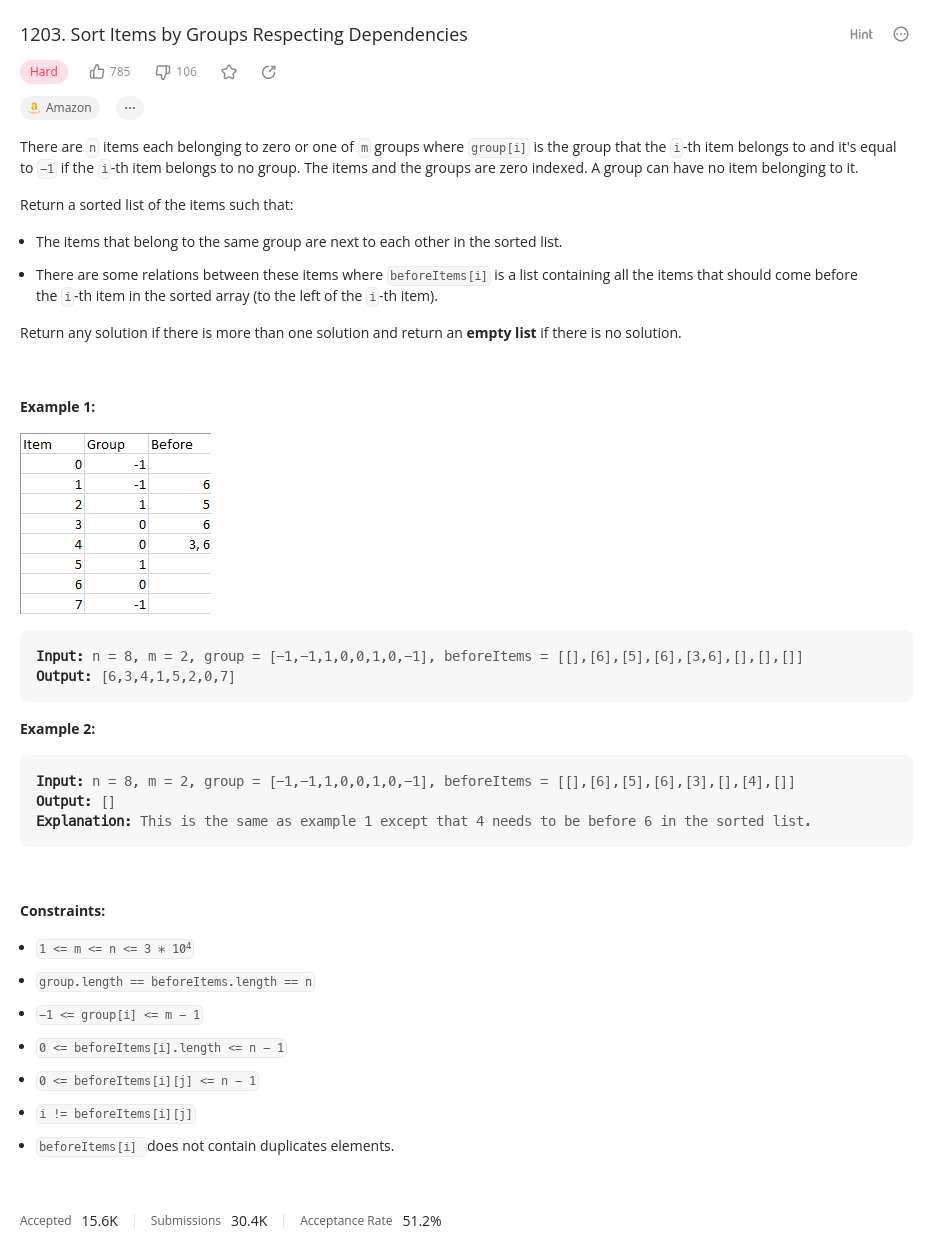 1203. Sort Items by Groups Respecting Dependencies
Hint
Hard 785 106
a Amazon ...
There are n items each belonging to zero or one of m groups where group[i] is the group that the i-th item belongs to and it's equal
to −1 if the i-th item belongs to no group. The items and the groups are zero indexed. A group can have no item belonging to it.
Return a sorted list of the items such that:
• The items that belong to the same group are next to each other in the sorted list.
• There are some relations between these items where beforeItems[i] is a list containing all the items that should come before
the i-th item in the sorted array (to the left of the i-th item).
Return any solution if there is more than one solution and return an empty list if there is no solution.
Example 1:
Item Group Before
0 -1
1 -1 6
2 1 5
3 0 6
4 0 3, 6
5 1
6 0
7 -1
Input: n = 8, m = 2, group = [−1,−1,1,0,0,1,0,−1], beforeItems = [[],[6],[5],[6],[3,6],[],[],[]]
Output: [6,3,4,1,5,2,0,7]
Example 2:
Input: n = 8, m = 2, group = [−1,−1,1,0,0,1,0,−1], beforeItems = [[],[6],[5],[6],[3],[],[4],[]]
Output: []
Explanation: This is the same as example 1 except that 4 needs to be before 6 in the sorted list.
Constraints:
• 1 <= m <= n <= 3 * 10⁴
• group.length == beforeItems.length == n
• −1 <= group[i] <= m − 1
• 0 <= beforeItems[i].length <= n − 1
• 0 <= beforeItems[i][j] <= n − 1
• i != beforeItems[i][j]
• beforeItems[i] does not contain duplicates elements.
Accepted 15.6K Submissions 30.4K Acceptance Rate 51.2%